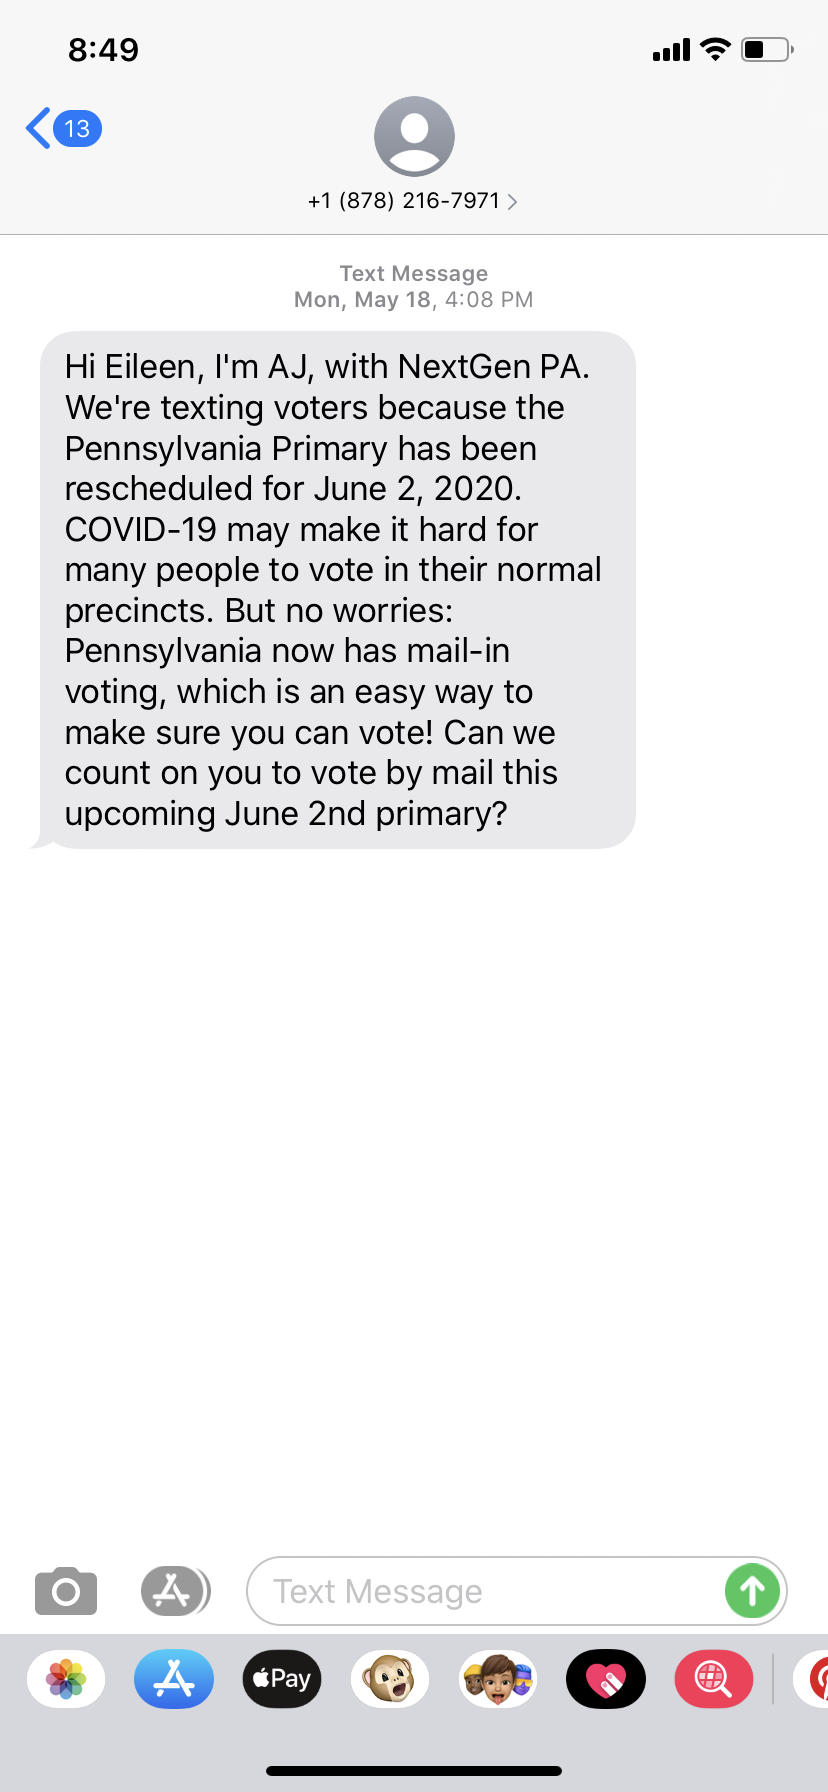 8:49
13
+1 (878) 216-7971
Text Message
Mon, May 18, 4:08 PM
Hi Eileen, I'm AJ, with NextGen PA.
We're texting voters because the
Pennsylvania Primary has been
rescheduled for June 2, 2020.
COVID-19 may make it hard for
many people to vote in their normal
precincts. But no worries:
Pennsylvania now has mail-in
voting, which is an easy way to
make sure you can vote! Can we
count on you to vote by mail this
upcoming June 2nd primary?
Text Message
Pay